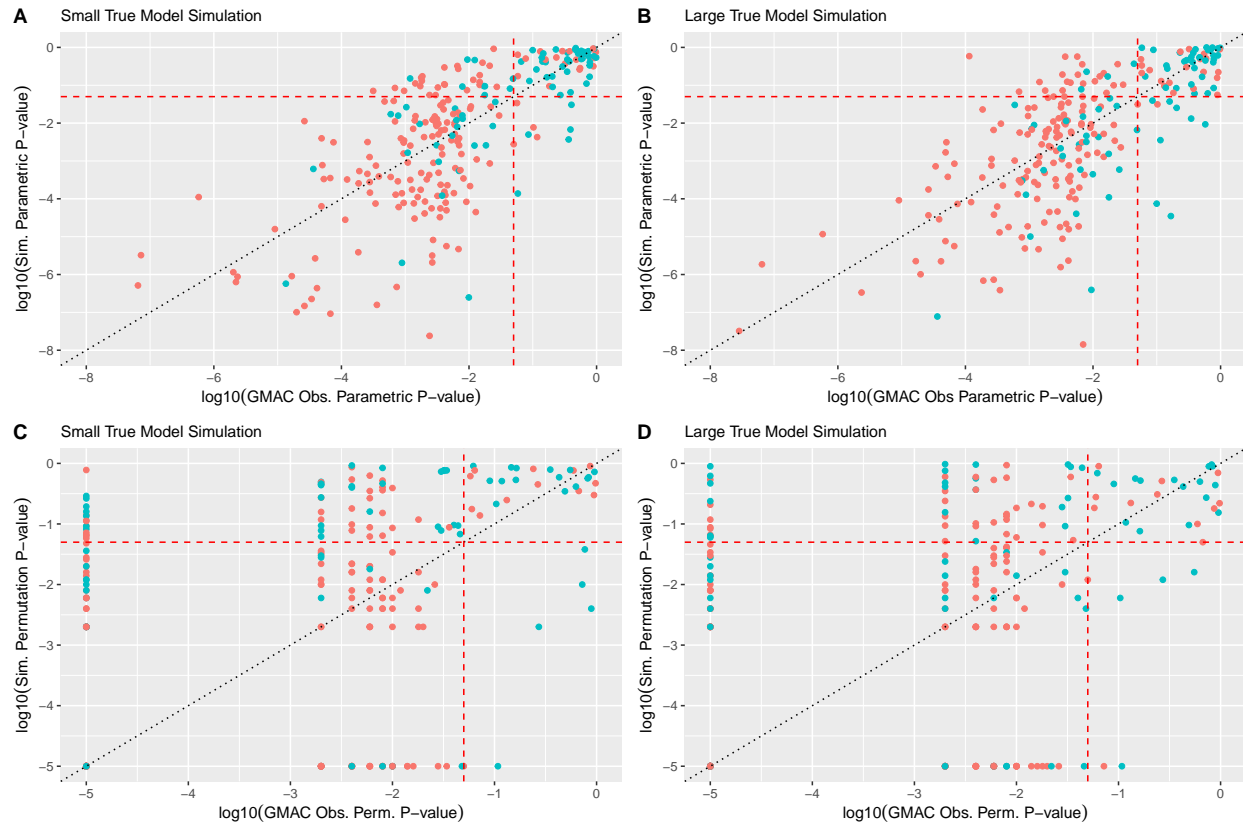 A Small True Model Simulation
0
−2
−4
−6
−8
log10(Sim. Parametric P−value)
−8 −6 −4 −2 0
log10(GMAC Obs. Parametric P−value)
B Large True Model Simulation
0
−2
−4
−6
−8
log10(Sim. Parametric P−value)
−8 −6 −4 −2 0
log10(GMAC Obs Parametric P−value)
C Small True Model Simulation
0
−1
−2
−3
−4
−5
log10(Sim. Permutation P−value)
−5 −4 −3 −2 −1 0
log10(GMAC Obs. Perm. P−value)
D Large True Model Simulation
0
−1
−2
−3
−4
−5
log10(Sim. Permutation P−value)
−5 −4 −3 −2 −1 0
log10(GMAC Obs. Perm. P−value)